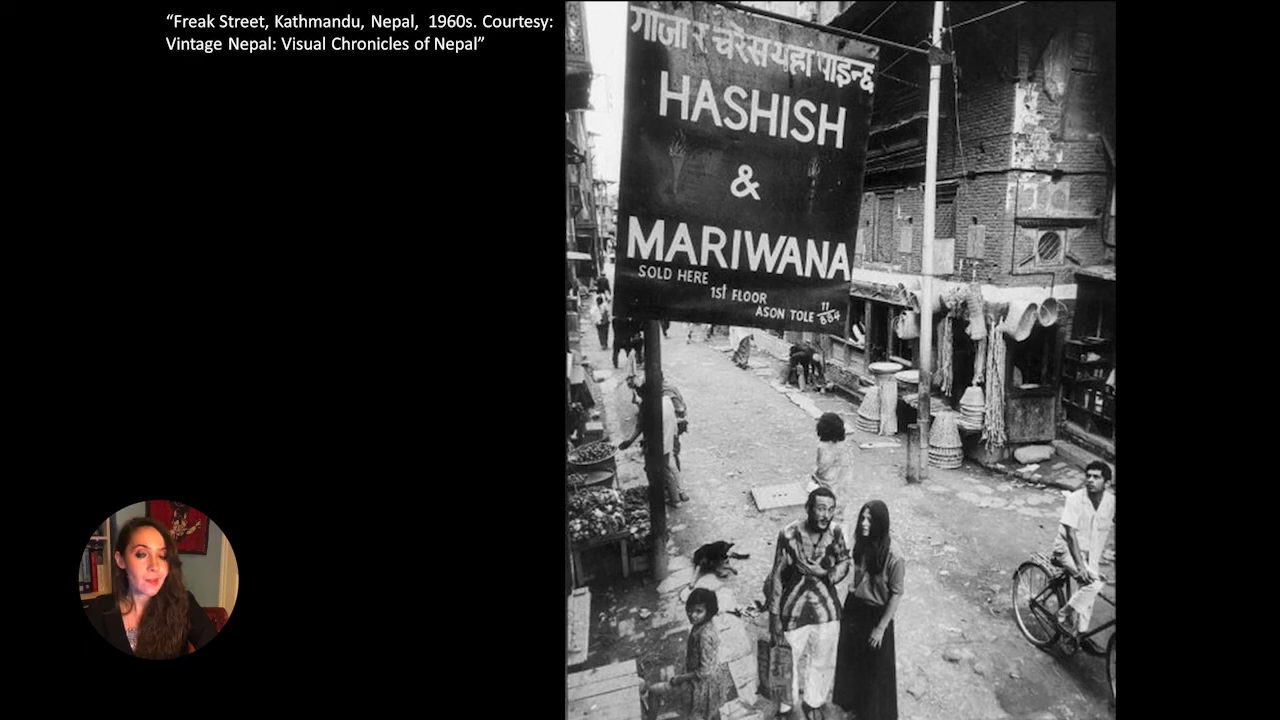 “Freak Street, Kathmandu, Nepal,  1960s. Courtesy:
Vintage Nepal: Visual Chronicles of Nepal”
गाँजा र चरेस यहां पाइन्छ
HASHISH
&
MARIWANA
SOLD HERE
1st FLOOR
ASON TOLE 11/884